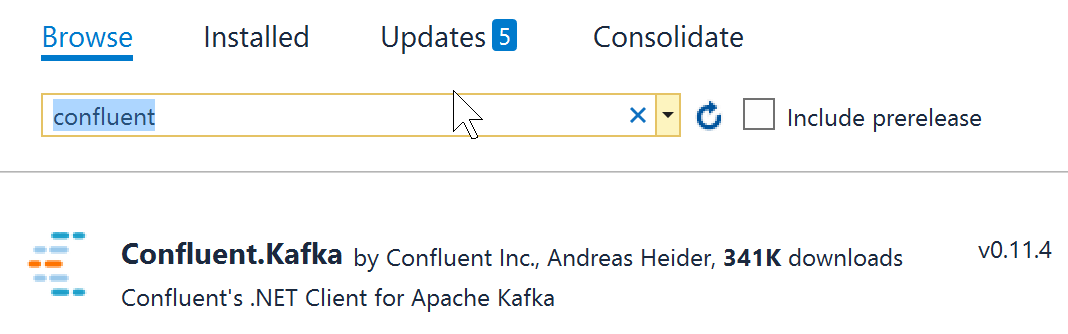 Browse Installed Updates 5 Consolidate
confluent Include prerelease
Confluent.Kafka by Confluent Inc., Andreas Heider, 341K downloads v0.11.4
Confluent's .NET Client for Apache Kafka